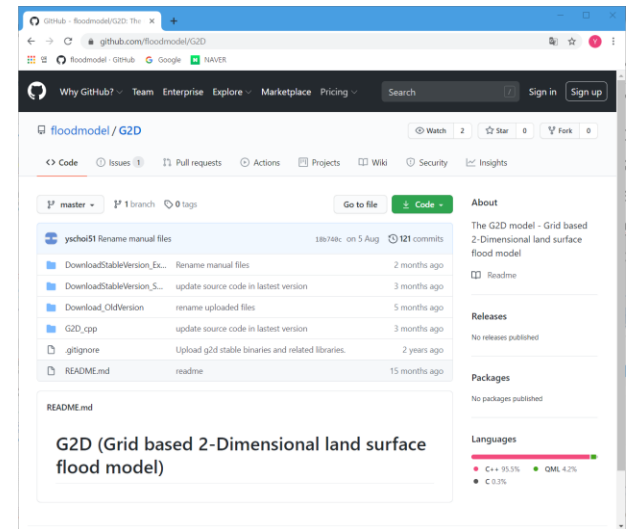 GitHub - floodmodel/G2D: The
github.com/floodmodel/G2D
앱 floodmodel - GitHub Google NAVER
Why GitHub? Team Enterprise Explore Marketplace Pricing Search / Sign in Sign up
floodmodel / G2D Watch 2 Star 0 Fork 0
Code Issues 1 Pull requests Actions Projects Wiki Security Insights
master 1 branch 0 tags Go to file Code
yschoi51 Rename manual files 18b740c on 5 Aug 121 commits
DownloadStableVersion_Ex... Rename manual files 2 months ago
DownloadStableVersion_S... update source code in lastest version 3 months ago
Download_OldVersion rename uploaded files 5 months ago
G2D_cpp update source code in lastest version 3 months ago
.gitignore Upload g2d stable binaries and related libraries. 2 years ago
README.md readme 15 months ago
README.md
G2D (Grid based 2-Dimensional land surface
flood model)
About
The G2D model - Grid based
2-Dimensional land surface
flood model
Readme
Releases
No releases published
Packages
No packages published
Languages
C++ 95.5% QML 4.2%
C 0.3%